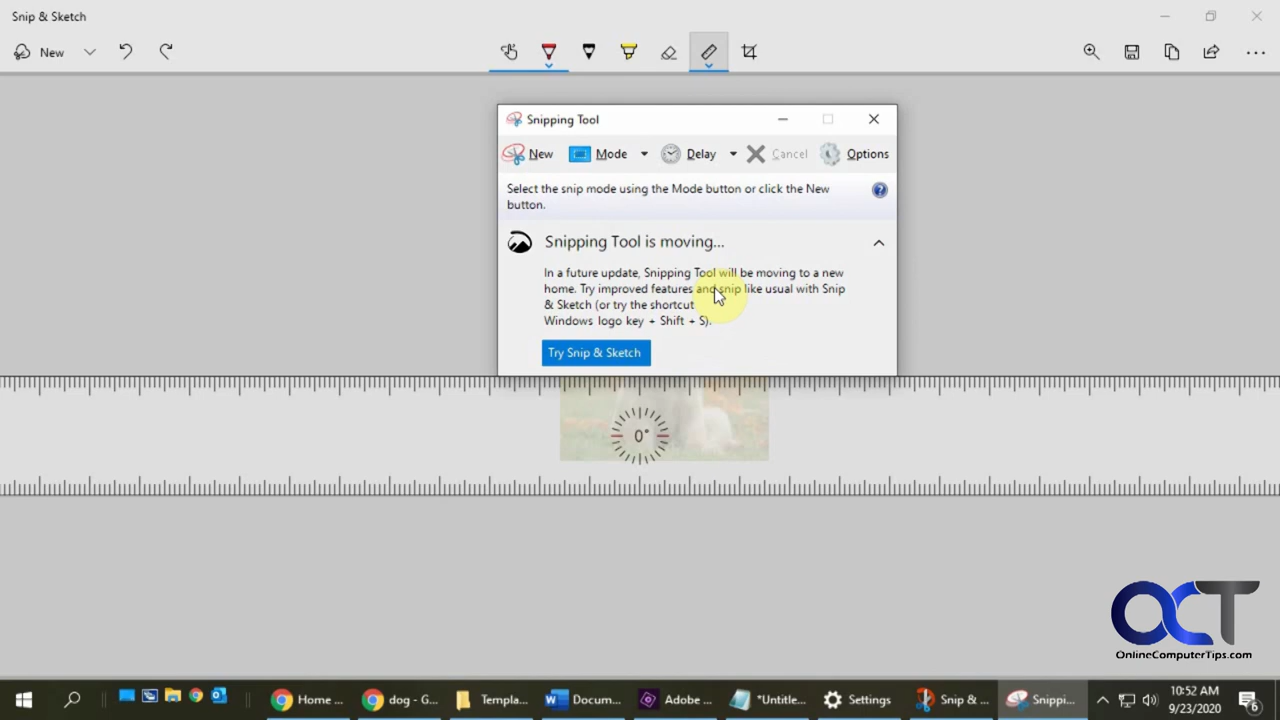 Snip & Sketch
New
Snipping Tool
New Mode Delay Cancel Options
Select the snip mode using the Mode button or click the New
button.
Snipping Tool is moving...
In a future update, Snipping Tool will be moving to a new
home. Try improved features and snip like usual with Snip
& Sketch (or try the shortcut
Windows logo key + Shift + S).
Try Snip & Sketch
0°
OCT
OnlineComputerTips.com
Home ... dog - G... Templa... Docum... Adobe ... *Untitle... Settings Snip & ... Snippi...
10:52 AM
9/23/2020
6